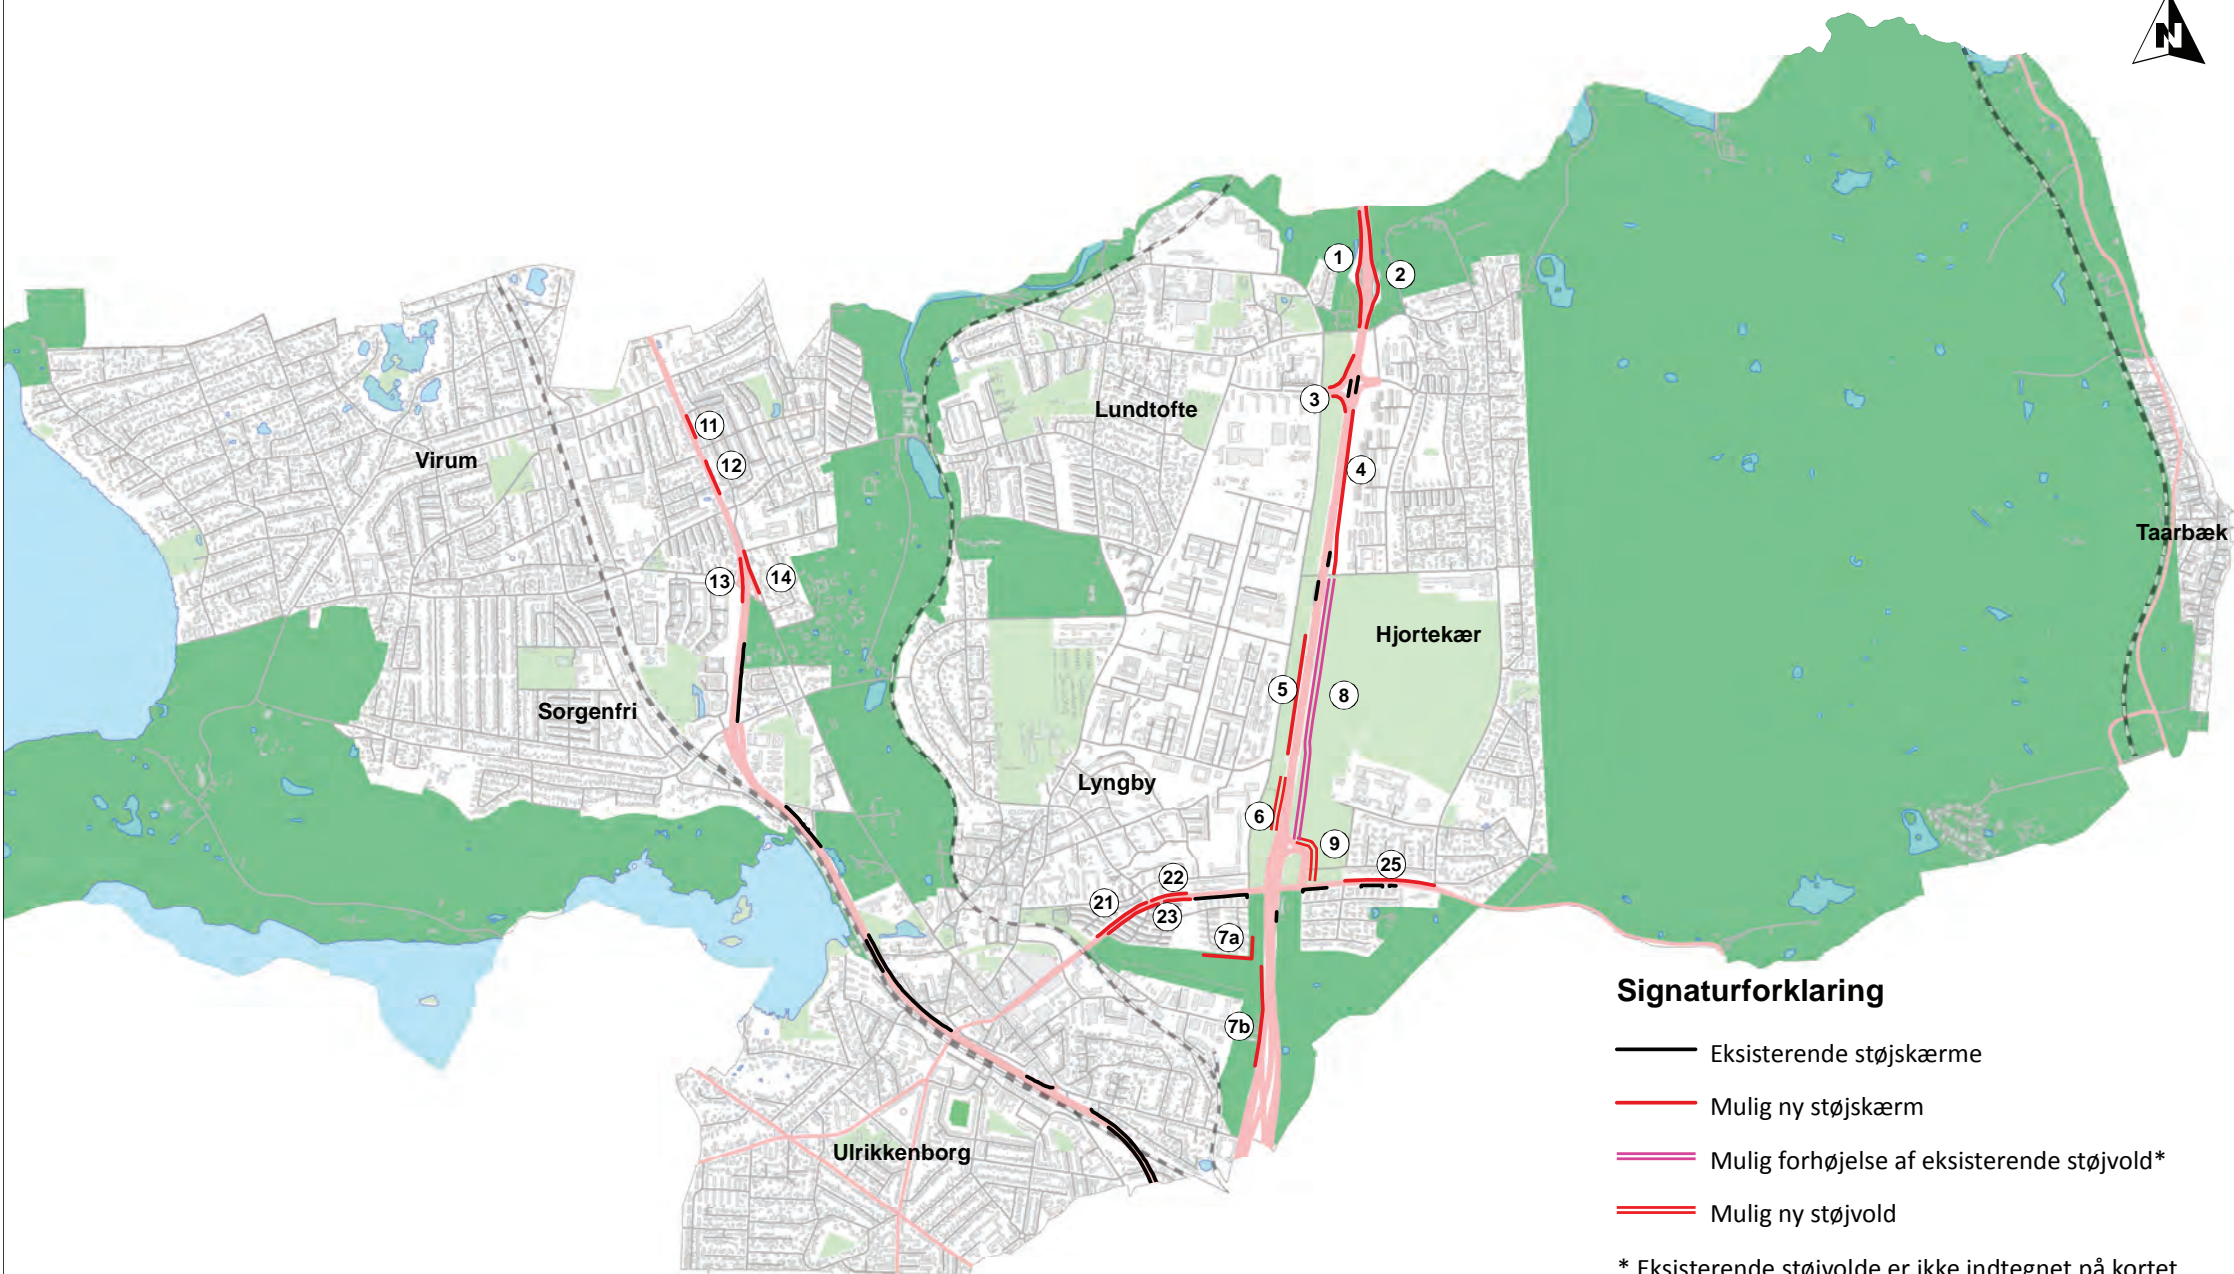 N
1
2
3
Lundtofte
11
Virum
12
4
Taarbæk
13
14
Hjortekær
5
8
Sorgenfri
Lyngby
6
9
25
22
21
23
7a
7b
Ulrikkenborg
Signaturforklaring
Eksisterende støjskærme
Mulig ny støjskærm
Mulig forhøjelse af eksisterende støjvold*
Mulig ny støjvold
* Eksisterende støjvolde er ikke indtegnet på kortet